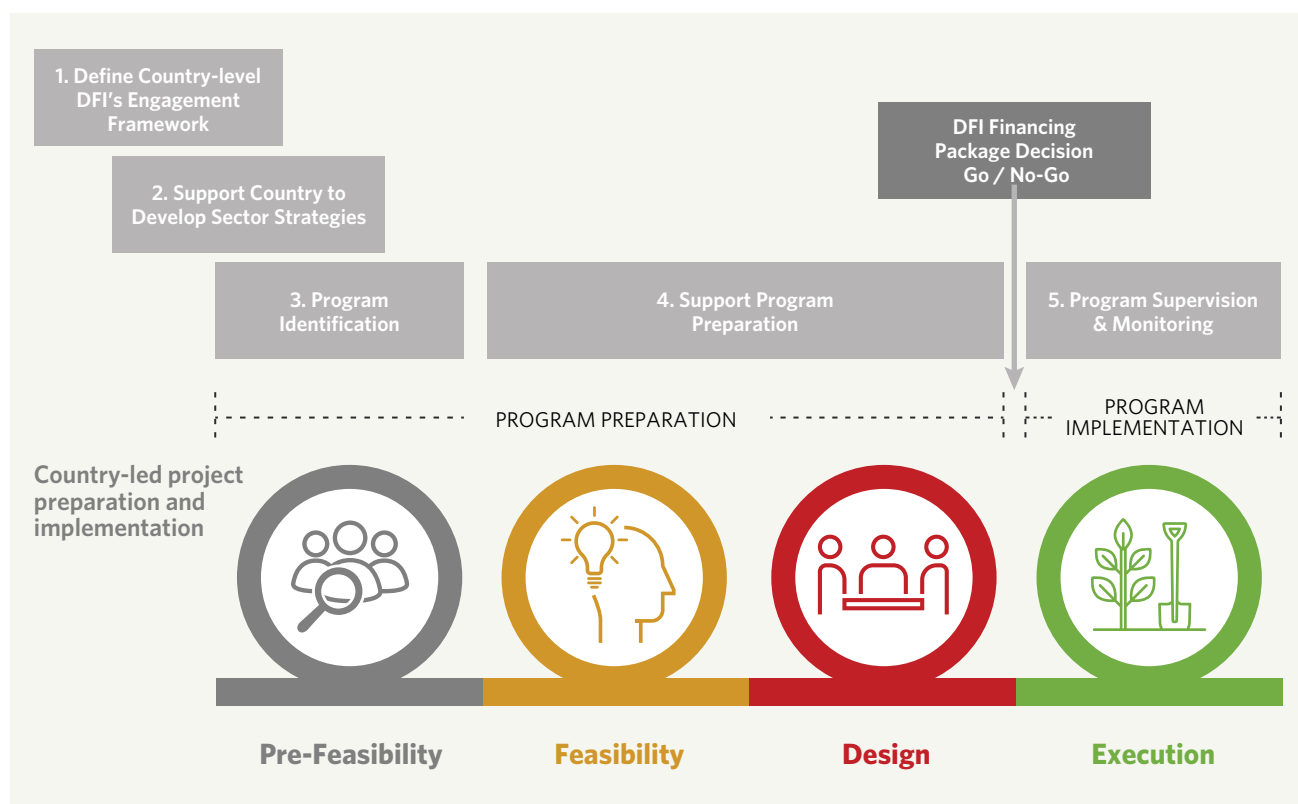 1. Define Country-level
DFI's Engagement
Framework
2. Support Country to
Develop Sector Strategies
DFI Financing
Package Decision
Go / No-Go
3. Program
Identification
4. Support Program
Preparation
5. Program Supervision
& Monitoring
PROGRAM PREPARATION
PROGRAM
IMPLEMENTATION
Country-led project
preparation and
implementation
Pre-Feasibility
Feasibility
Design
Execution